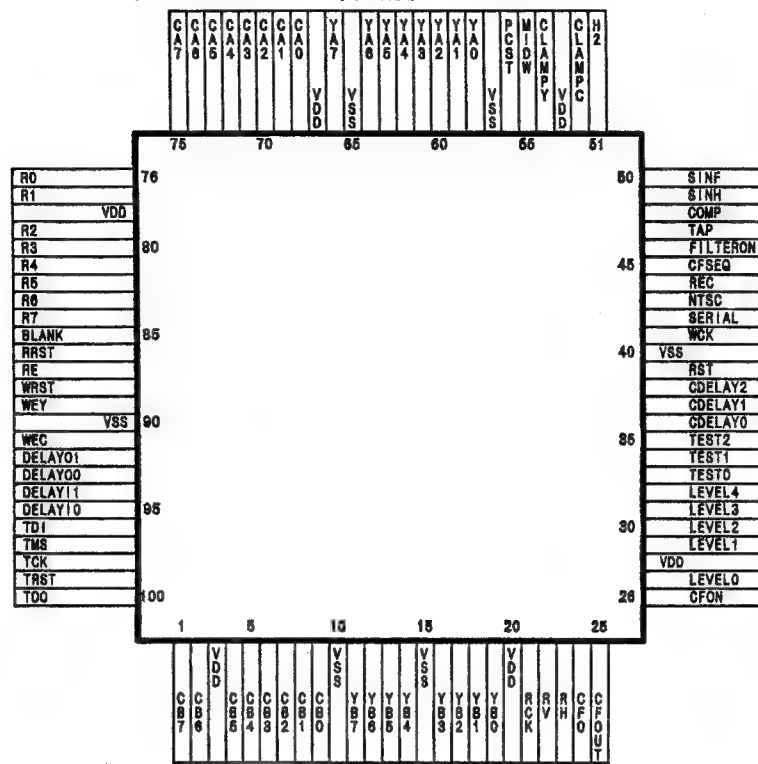 CA7 CA6 CA5 CA4 CA3 CA2 CA1 CA0 VDD YA7 VSS YA6 YA5 YA4 YA3 YA2 YA1 YA0 VSS PCST MIDW CLAMPY VDD CLAMPC H2
75 70 65 60 55 51
R0 76 50 SINF
R1 SINH
VDD COMP
R2 TAP
R3 80 FILTERON
R4 45 CFSEQ
R5 REC
R6 NTSC
R7 SERIAL
BLANK 85 WCK
RRST 40 VSS
RE RST
WRST CDELAY2
WEY CDELAY1
VSS 90 CDELAY0
WEC 35 TEST2
DELAYO1 TEST1
DELAYO0 TEST0
DELAYI1 LEVEL4
DELAYI0 95 LEVEL3
TDI 30 LEVEL2
TMS LEVEL1
TCK VDD
TRST LEVEL0
TDO 100 26 CFON
1 5 10 15 20 25
CB7 CB6 VDD CB5 CB4 CB3 CB2 CB1 CB0 VSS YB7 YB6 YB5 YB4 VSS YB3 YB2 YB1 YB0 VDD RCK RV RH CFO CFOUT